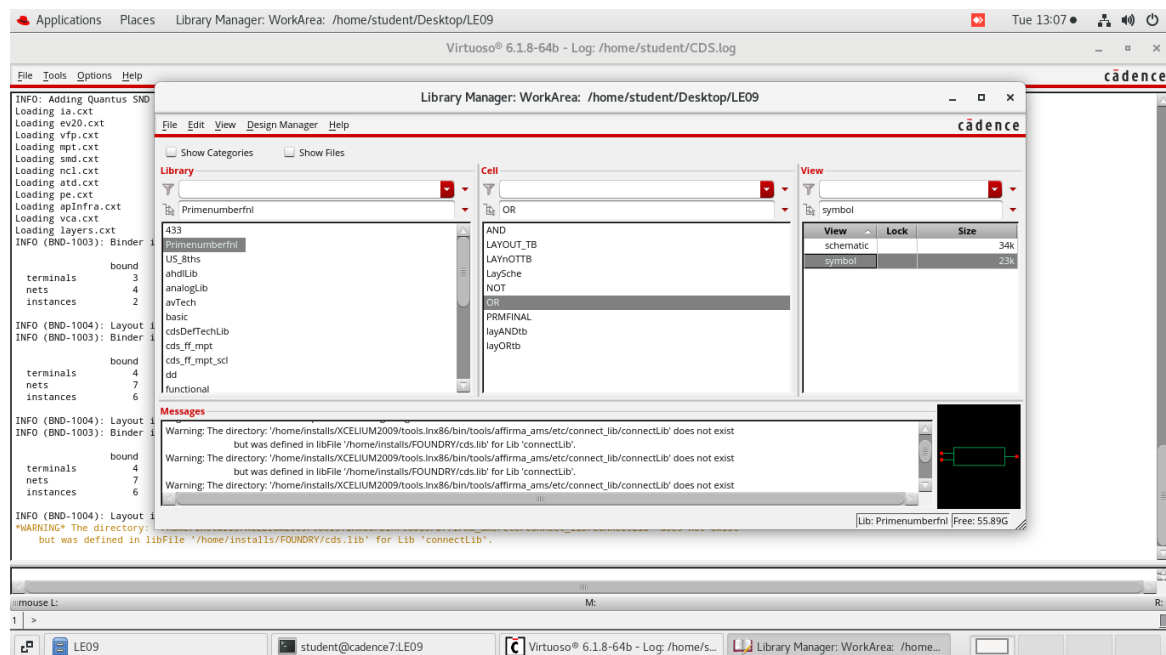 Applications Places Library Manager: WorkArea: /home/student/Desktop/LE09 Tue 13:07
Virtuoso® 6.1.8-64b - Log: /home/student/CDS.log
File Tools Options Help cādence
INFO: Adding Quantus SND
Loading ia.cxt
Loading ev20.cxt
Loading vfp.cxt
Loading mpt.cxt
Loading smd.cxt
Loading ncl.cxt
Loading atd.cxt
Loading pe.cxt
Loading apInfra.cxt
Loading vca.cxt
Loading layers.cxt
INFO (BND-1003): Binder i
bound
terminals 3
nets 4
instances 2
INFO (BND-1004): Layout i
INFO (BND-1003): Binder i
bound
terminals 4
nets 7
instances 6
INFO (BND-1004): Layout i
INFO (BND-1003): Binder i
bound
terminals 4
nets 7
instances 6
INFO (BND-1004): Layout i
*WARNING* The directory:
but was defined in libFile '/home/installs/FOUNDRY/cds.lib' for Lib 'connectLib'.
Library Manager: WorkArea: /home/student/Desktop/LE09
File Edit View Design Manager Help cādence
Show Categories Show Files
Library
Primenumberfnl
433
Primenumberfnl
US_8ths
ahdlLib
analogLib
avTech
basic
cdsDefTechLib
cds_ff_mpt
cds_ff_mpt_scl
dd
functional
Cell
OR
AND
LAYOUT_TB
LAYnOTTB
LaySche
NOT
OR
PRMFINAL
layANDtb
layORtb
View
symbol
View Lock Size
schematic 34k
symbol 23k
Messages
Warning: The directory: '/home/installs/XCELIUM2009/tools.lnx86/bin/tools/affirma_ams/etc/connect_lib/connectLib' does not exist
but was defined in libFile '/home/installs/FOUNDRY/cds.lib' for Lib 'connectLib'.
Warning: The directory: '/home/installs/XCELIUM2009/tools.lnx86/bin/tools/affirma_ams/etc/connect_lib/connectLib' does not exist
but was defined in libFile '/home/installs/FOUNDRY/cds.lib' for Lib 'connectLib'.
Warning: The directory: '/home/installs/XCELIUM2009/tools.lnx86/bin/tools/affirma_ams/etc/connect_lib/connectLib' does not exist
Lib: Primenumberfnl Free: 55.89G
mouse L: M: R:
1 >
LE09 student@cadence7:LE09 Virtuoso® 6.1.8-64b - Log: /home/s... Library Manager: WorkArea: /home...